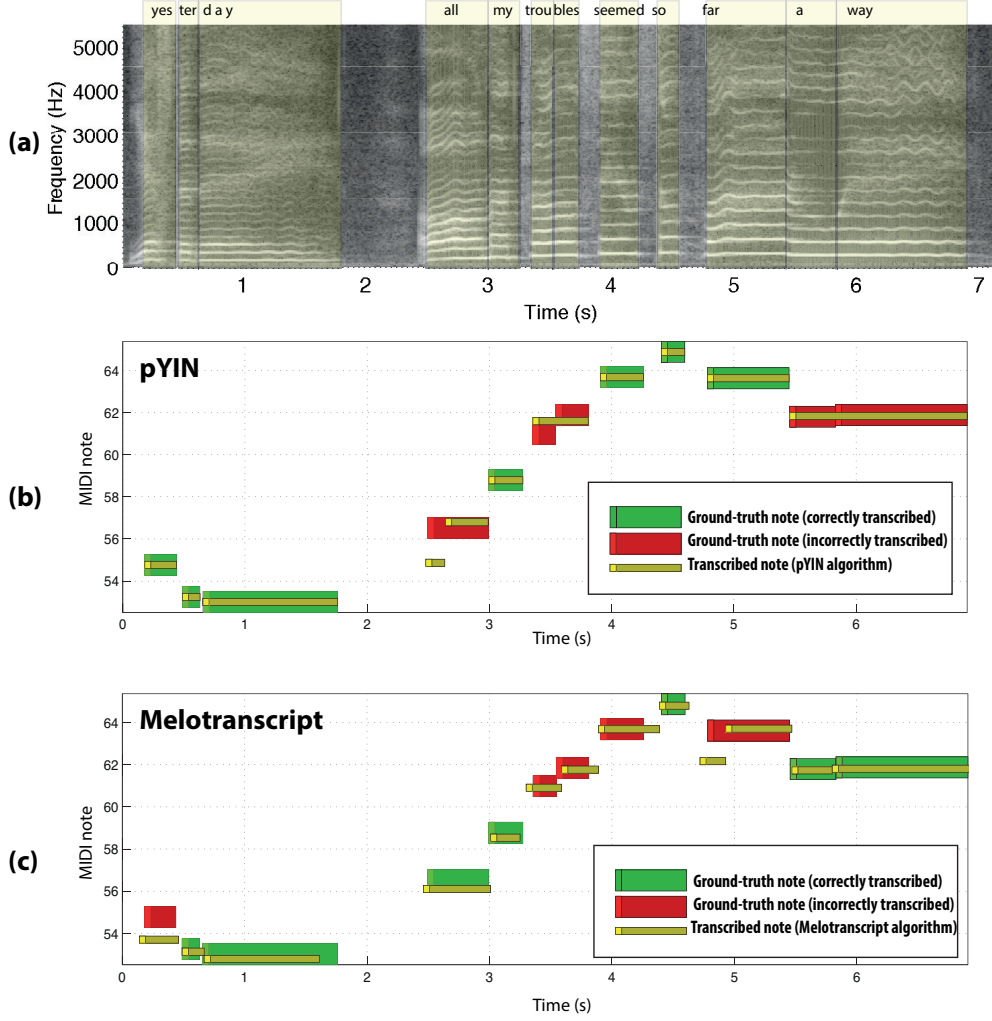 yes ter d a y all my trou bles seemed so far a way
(a)
Frequency (Hz)
5000
4000
3000
2000
1000
0
1 2 3 4 5 6 7
Time (s)
(b)
pYIN
MIDI note
64
62
60
58
56
54
Ground-truth note (correctly transcribed)
Ground-truth note (incorrectly transcribed)
Transcribed note (pYIN algorithm)
0 1 2 3 4 5 6
Time (s)
(c)
Melotranscript
MIDI note
64
62
60
58
56
54
Ground-truth note (correctly transcribed)
Ground-truth note (incorrectly transcribed)
Transcribed note (Melotranscript algorithm)
0 1 2 3 4 5 6
Time (s)